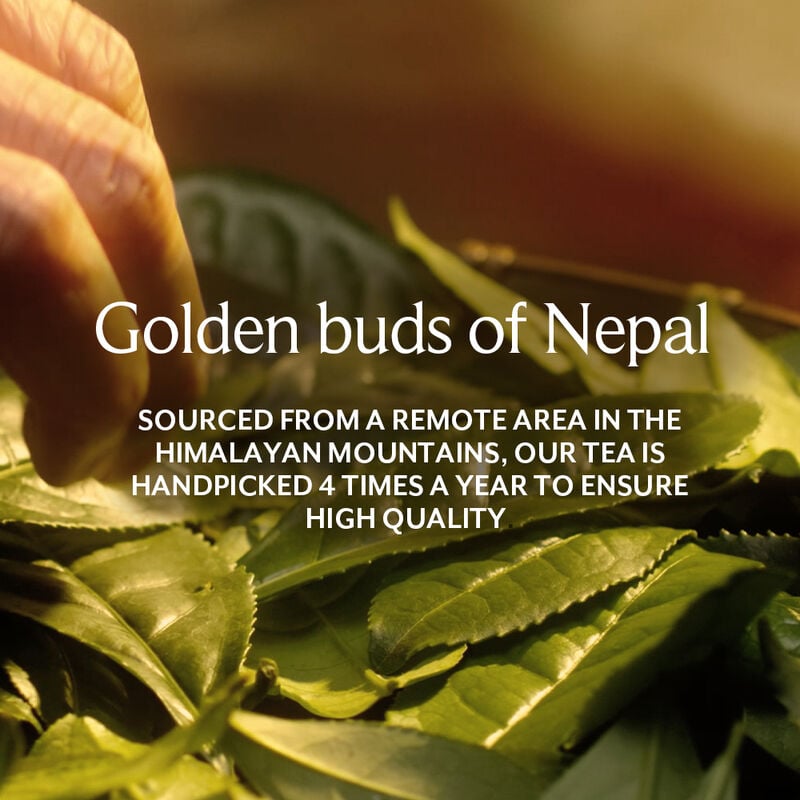 Golden buds of Nepal
SOURCED FROM A REMOTE AREA IN THE
HIMALAYAN MOUNTAINS, OUR TEA IS
HANDPICKED 4 TIMES A YEAR TO ENSURE
HIGH QUALITY.